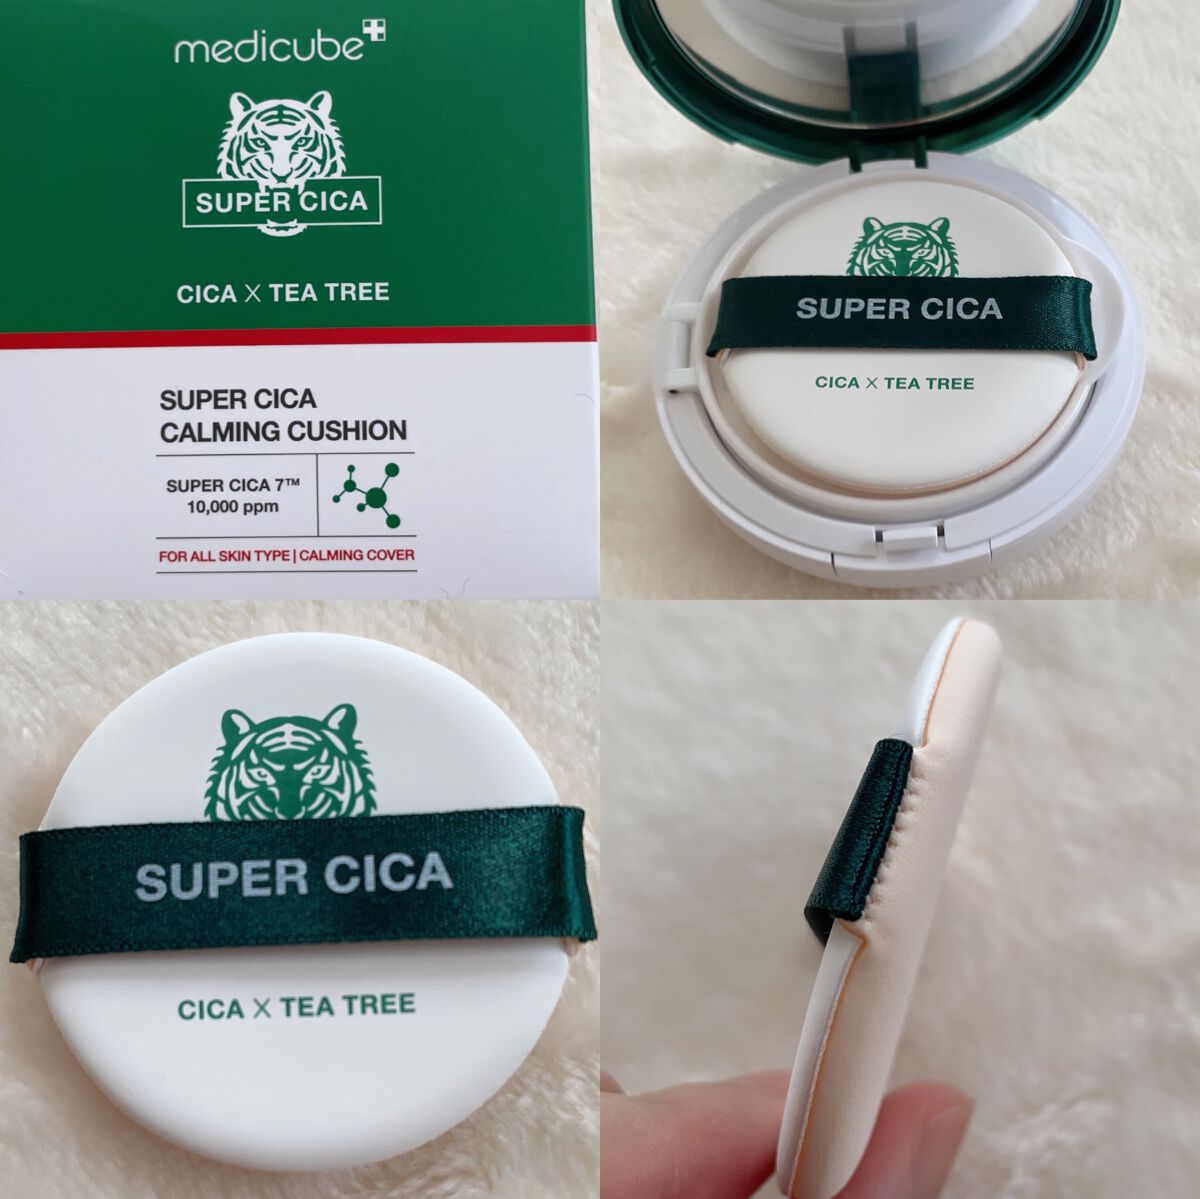 medicube
SUPER CICA
CICA X TEA TREE
SUPER CICA
CALMING CUSHION
SUPER CICA 7™
10,000 ppm
FOR ALL SKIN TYPE | CALMING COVER
SUPER CICA
CICA X TEA TREE
SUPER CICA
CICA X TEA TREE